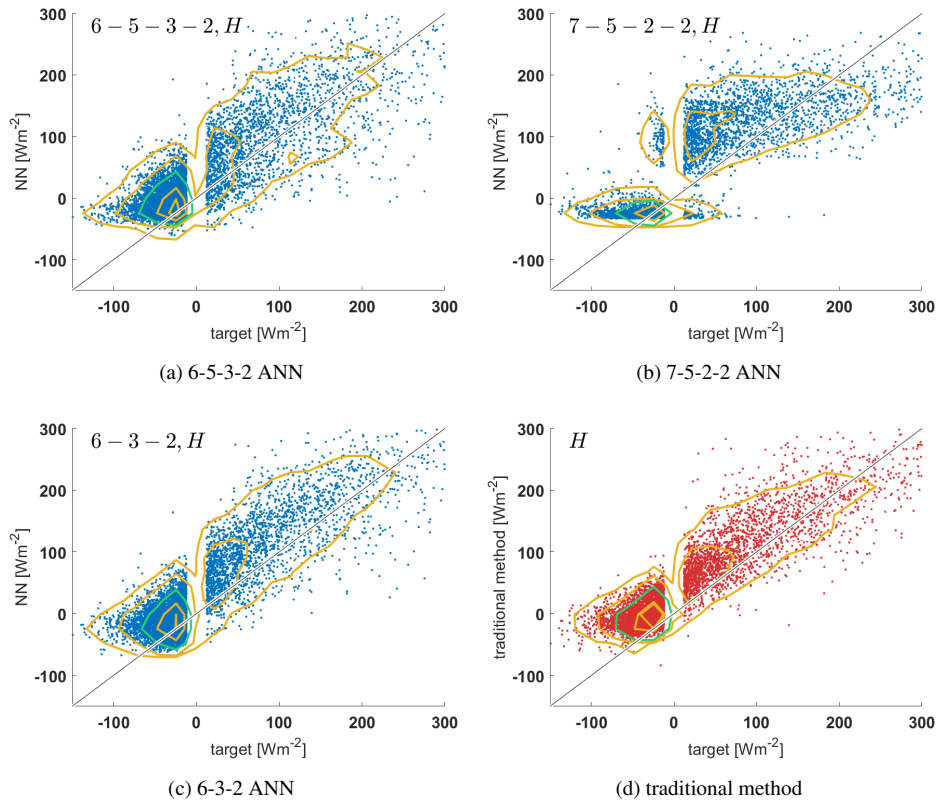 6 − 5 − 3 − 2, H
300
200
100
0
-100
NN [Wm-2]
-100 0 100 200 300
target [Wm-2]
(a) 6-5-3-2 ANN
7 − 5 − 2 − 2, H
300
200
100
0
-100
NN [Wm-2]
-100 0 100 200 300
target [Wm-2]
(b) 7-5-2-2 ANN
6 − 3 − 2, H
300
200
100
0
-100
NN [Wm-2]
-100 0 100 200 300
target [Wm-2]
(c) 6-3-2 ANN
H
300
200
100
0
-100
traditional method [Wm-2]
-100 0 100 200 300
target [Wm-2]
(d) traditional method